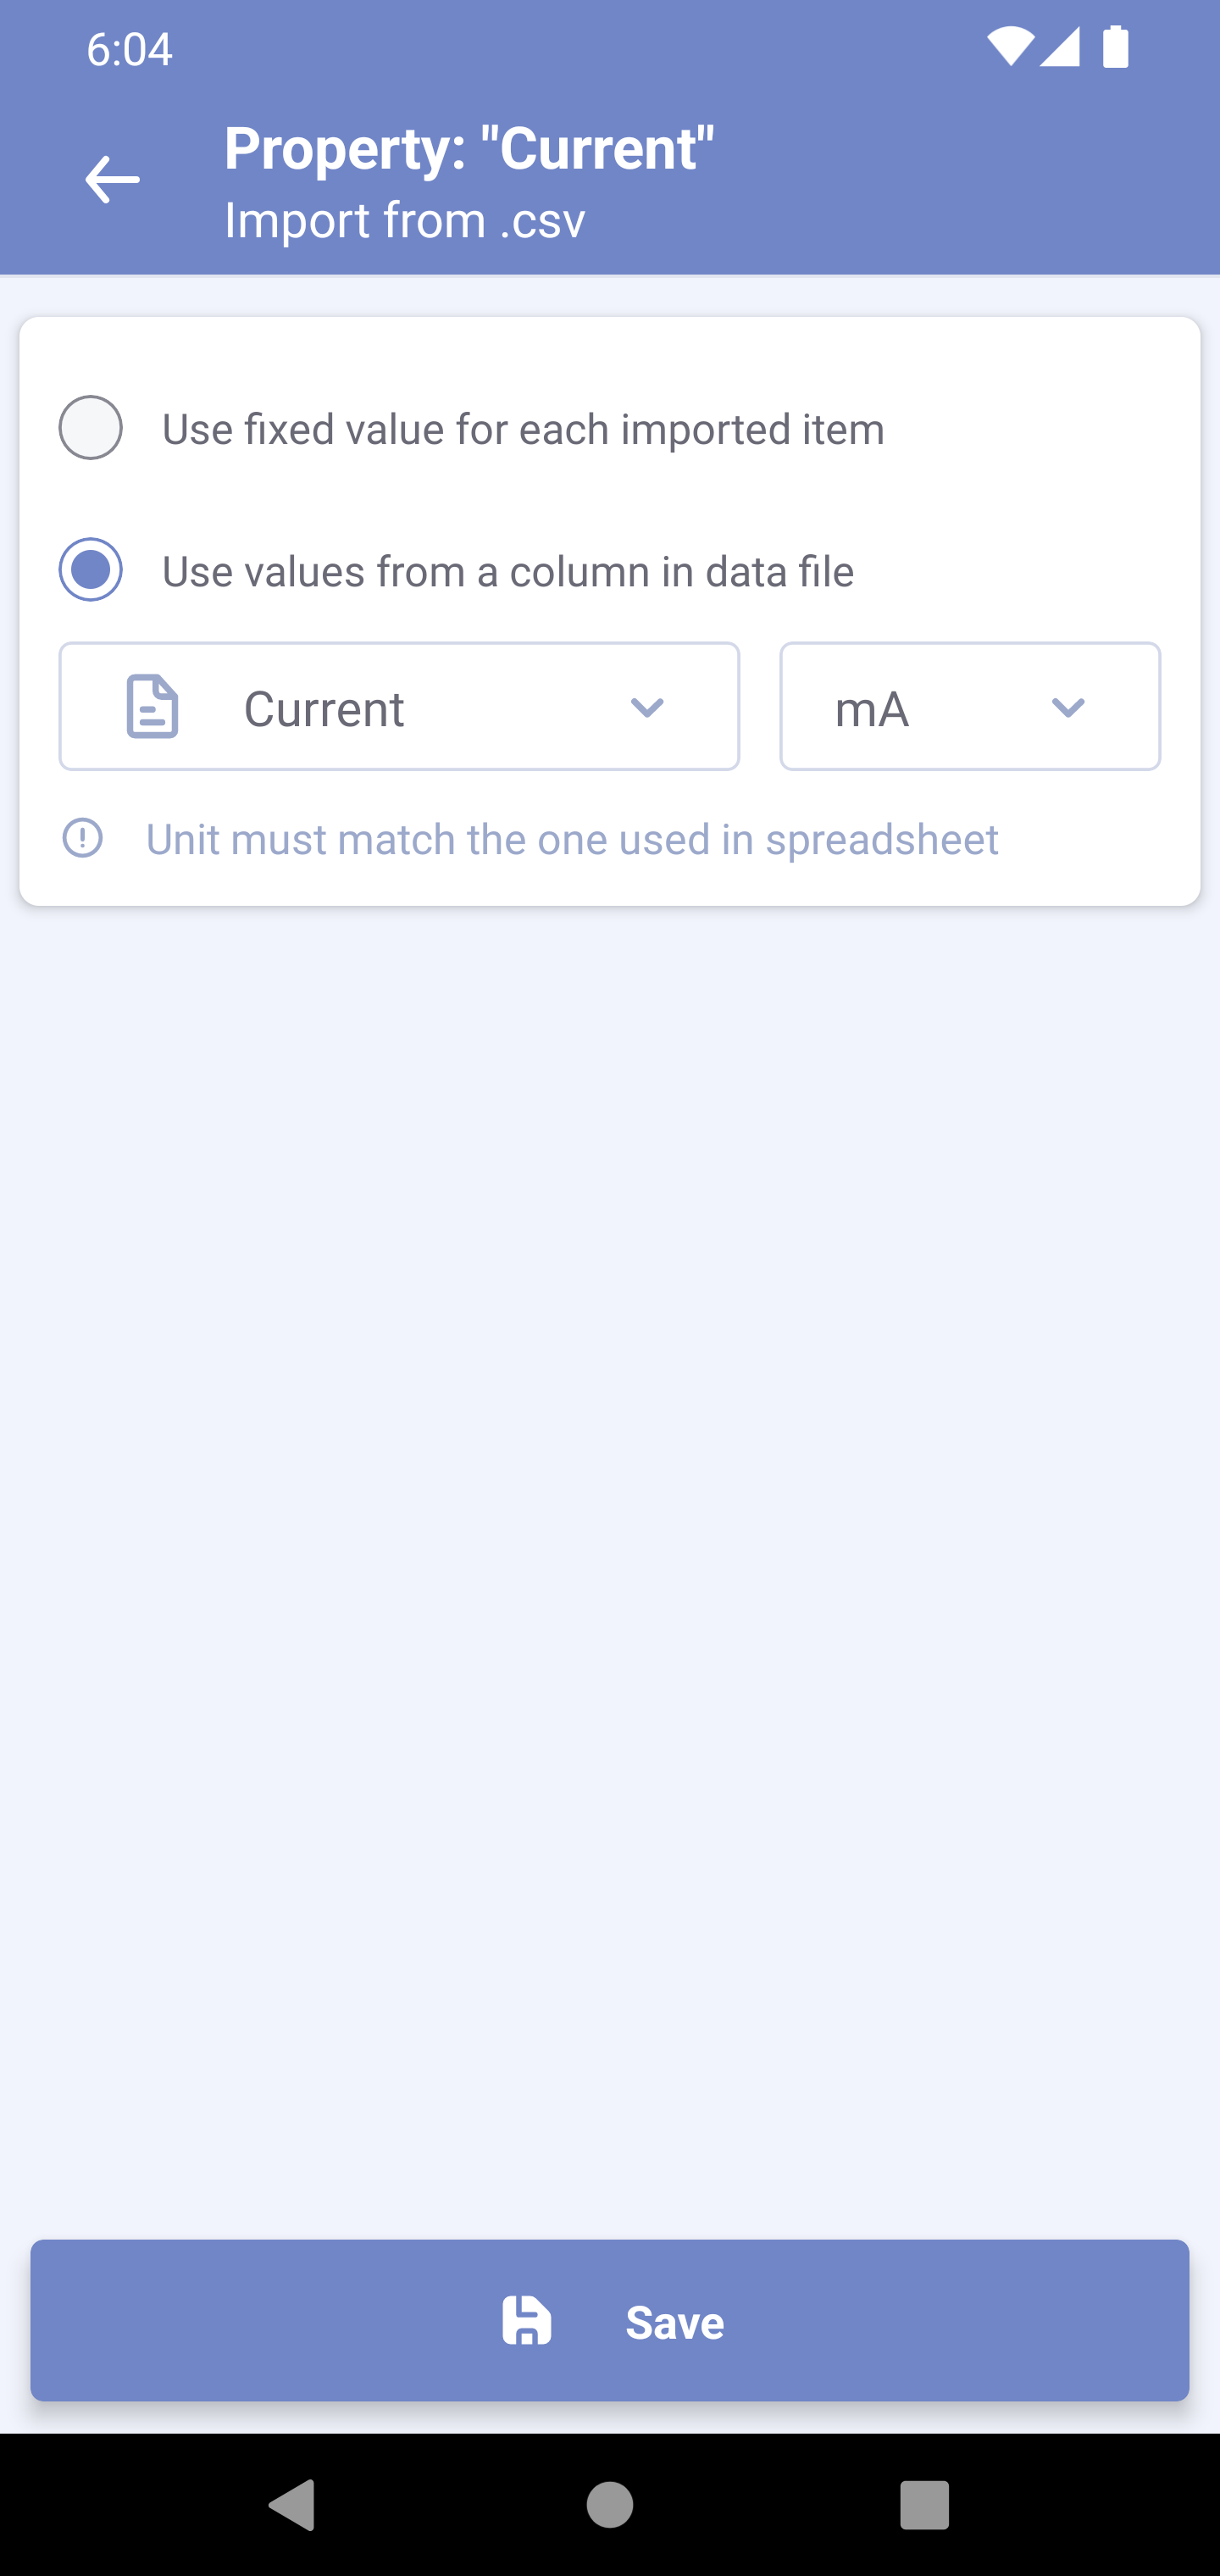 6:04
Property: "Current"
Import from .csv
Use fixed value for each imported item
Use values from a column in data file
Current
mA
Unit must match the one used in spreadsheet
Save